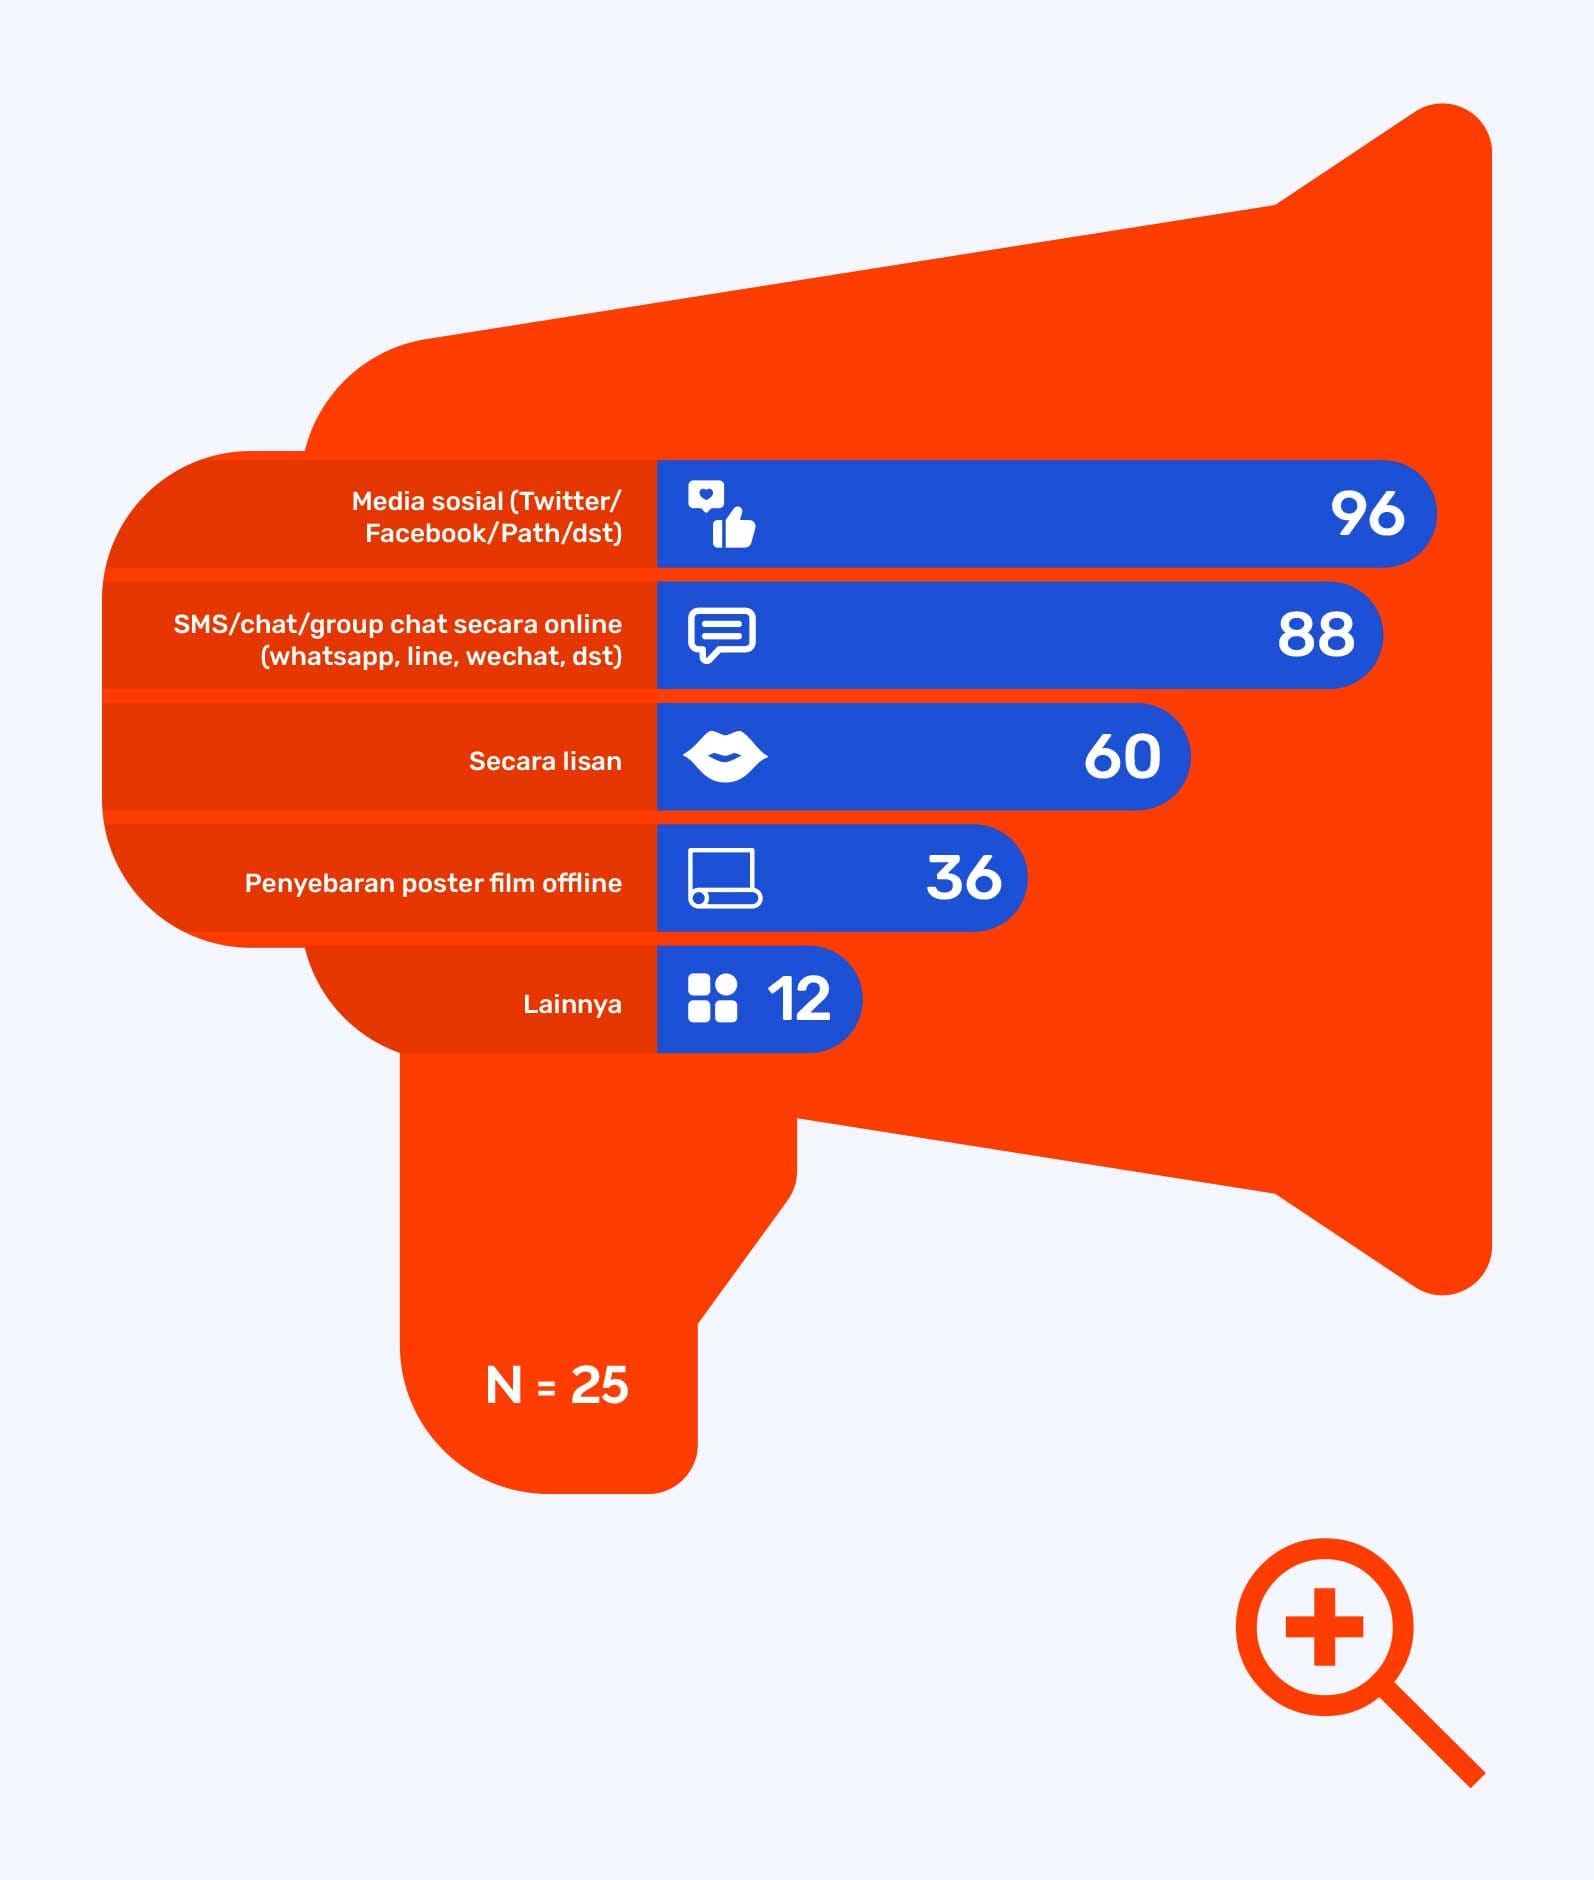 Media sosial (Twitter/
Facebook/Path/dst)
96
SMS/chat/group chat secara online
(whatsapp, line, wechat, dst)
88
Secara lisan
60
Penyebaran poster film offline
36
Lainnya
12
N = 25